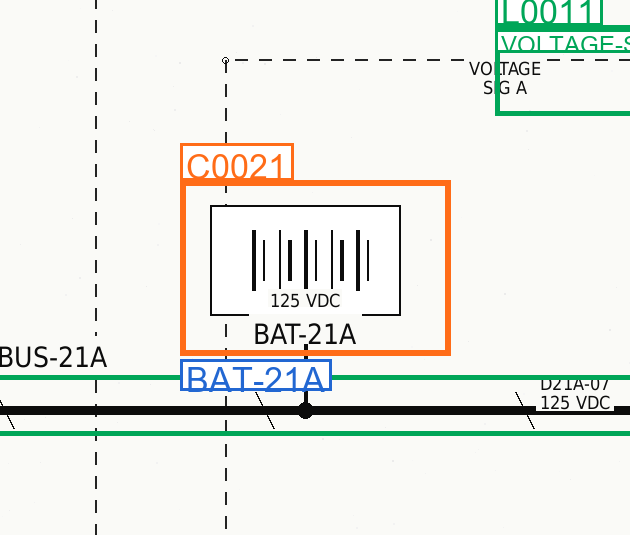 L0011
VOLTAGE-S
VOLTAGE
SIG A
C0021
125 VDC
BAT-21A
BUS-21A
BAT-21A
D21A-07
125 VDC